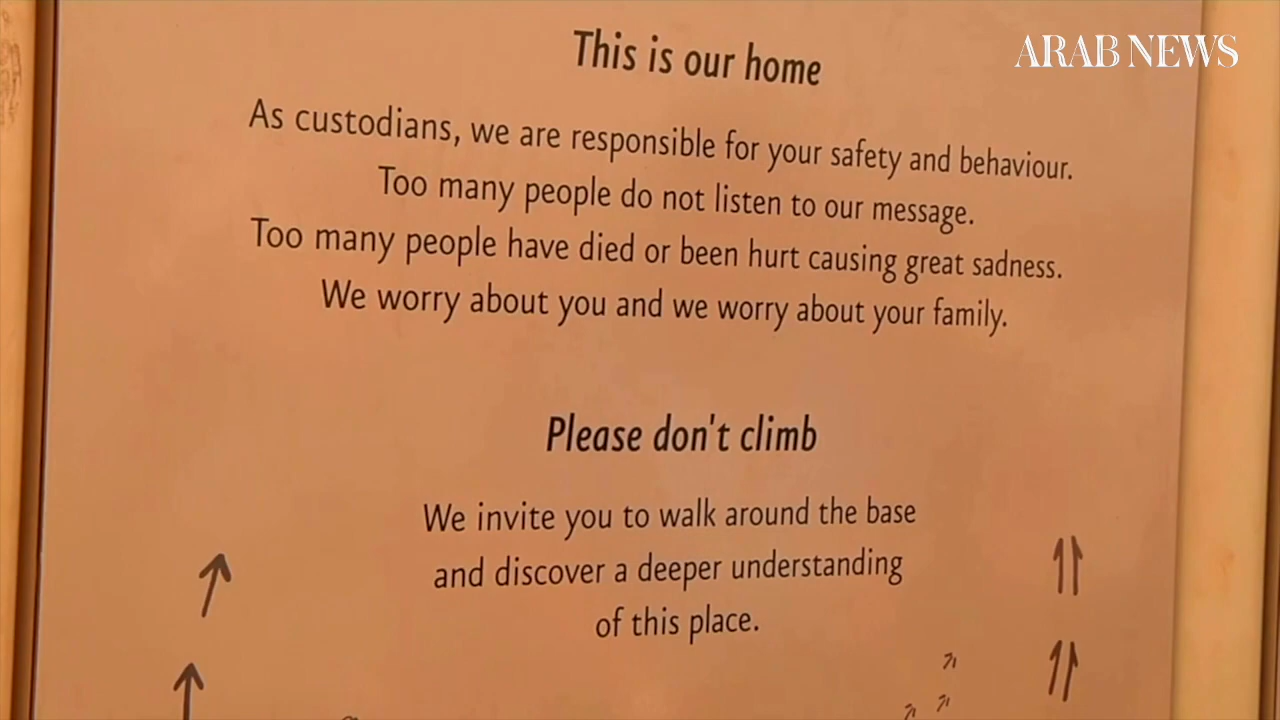 ARAB NEWS
This is our home
As custodians, we are responsible for your safety and behaviour.
Too many people do not listen to our message.
Too many people have died or been hurt causing great sadness.
We worry about you and we worry about your family.
Please don't climb
We invite you to walk around the base
and discover a deeper understanding
of this place.